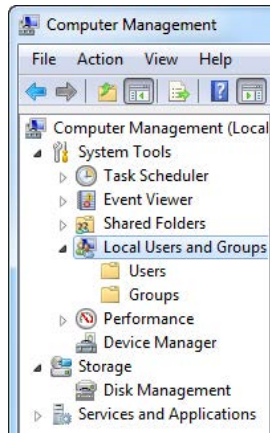 Computer Management
File Action View Help
Computer Management (Local
System Tools
Task Scheduler
Event Viewer
Shared Folders
Local Users and Groups
Users
Groups
Performance
Device Manager
Storage
Disk Management
Services and Applications